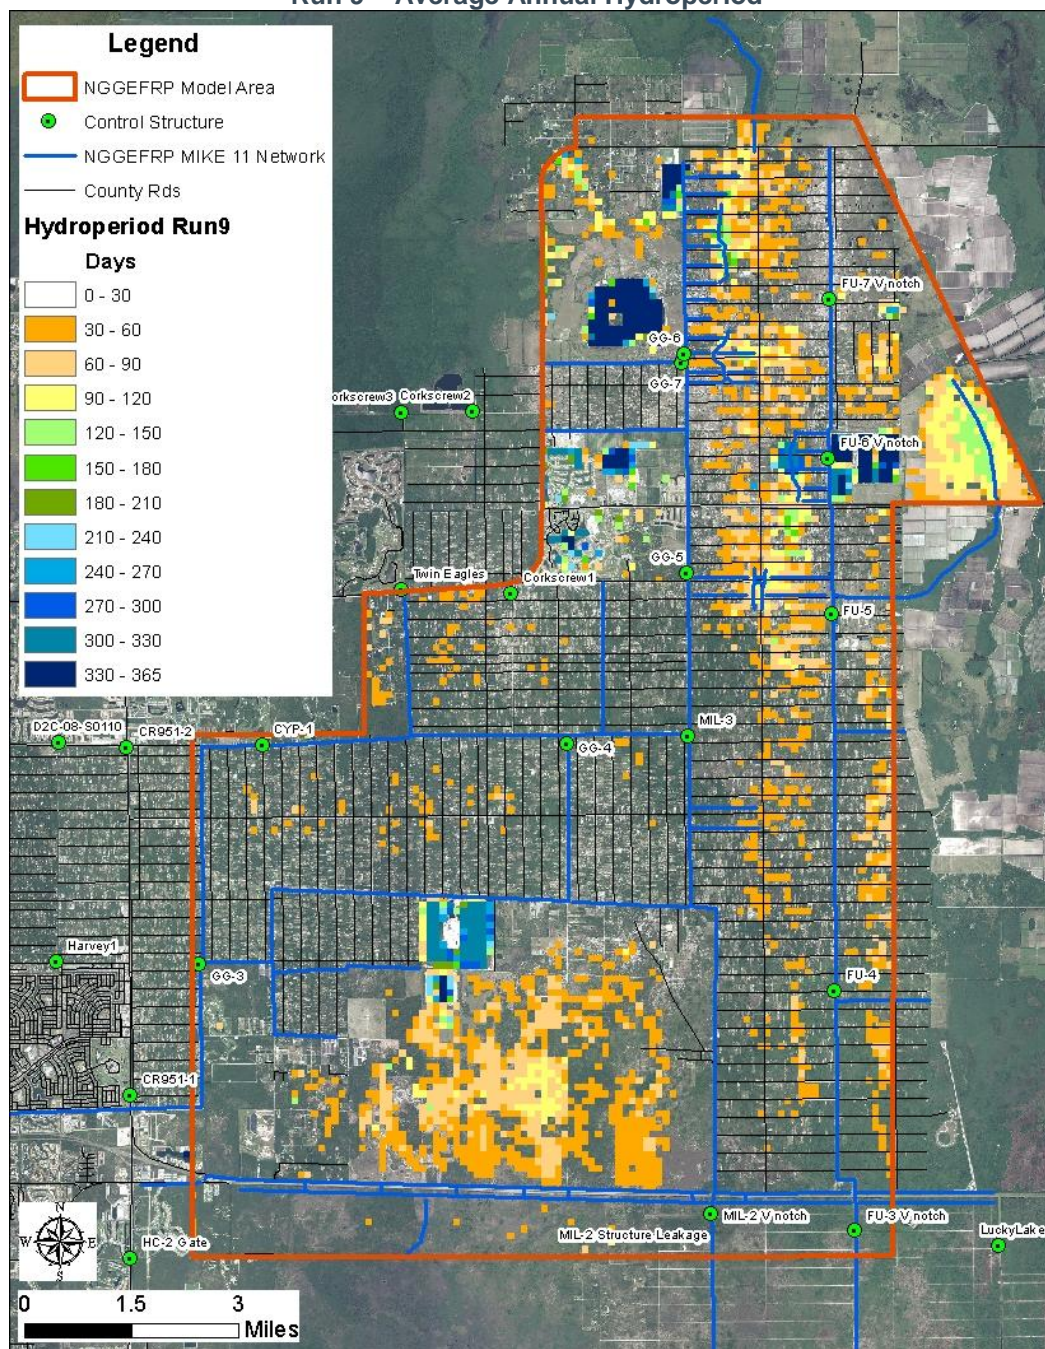 Run 9 – Average Annual Hydroperiod
Legend
NGGEFRP Model Area
Control Structure
NGGEFRP MIKE 11 Network
County Rds
Hydroperiod Run9
Days
0 - 30
30 - 60
60 - 90
90 - 120
120 - 150
150 - 180
180 - 210
210 - 240
240 - 270
270 - 300
300 - 330
330 - 365
FU-7 V notch
GG-6
GG-7
orkscrew3 Corkscrew2
FU-6 V notch
GG-5
Twin Eagles
Corkscrew1
FU-5
D2C-08-S0110
CR951-2
CYP-1
MIL-3
GG-4
Harvey1
GG-3
FU-4
CR951-1
MIL-2 V notch
FU-3 V notch
MIL-2 Structure Leakage
LuckyLake
HC-2 Gate
N
W E
S
0 1.5 3
Miles